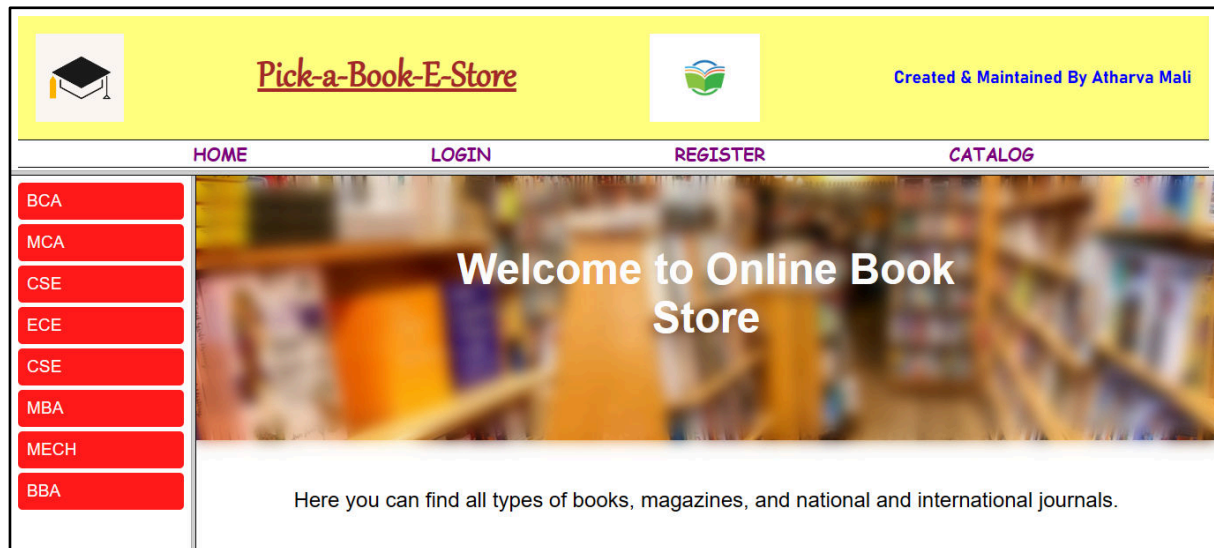 Pick-a-Book-E-Store
Created & Maintained By Atharva Mali
HOME LOGIN REGISTER CATALOG
BCA
MCA
CSE
ECE
CSE
MBA
MECH
BBA
Welcome to Online Book
Store
Here you can find all types of books, magazines, and national and international journals.